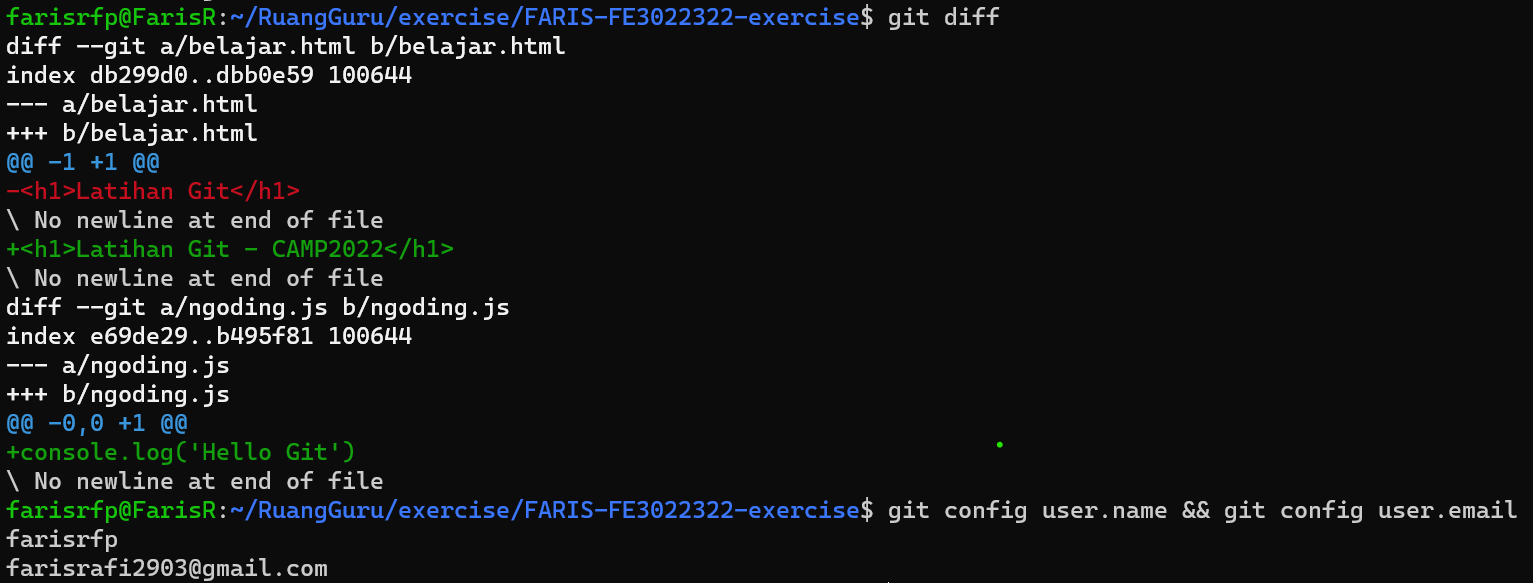 farisrfp@FarisR:~/RuangGuru/exercise/FARIS-FE3022322-exercise$ git diff
diff --git a/belajar.html b/belajar.html
index db299d0..dbb0e59 100644
--- a/belajar.html
+++ b/belajar.html
@@ -1 +1 @@
-<h1>Latihan Git</h1>
\ No newline at end of file
+<h1>Latihan Git - CAMP2022</h1>
\ No newline at end of file
diff --git a/ngoding.js b/ngoding.js
index e69de29..b495f81 100644
--- a/ngoding.js
+++ b/ngoding.js
@@ -0,0 +1 @@
+console.log('Hello Git')
\ No newline at end of file
farisrfp@FarisR:~/RuangGuru/exercise/FARIS-FE3022322-exercise$ git config user.name && git config user.email
farisrfp
farisrafi2903@gmail.com